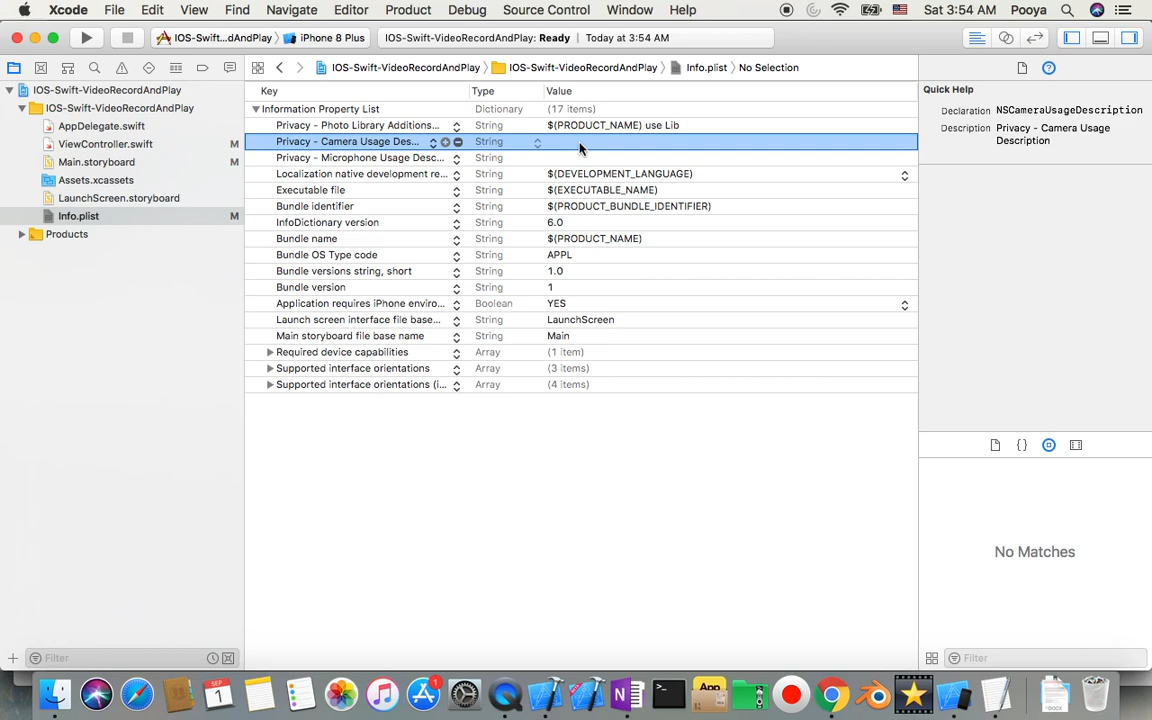 Xcode File Edit View Find Navigate Editor Product Debug Source Control Window Help Sat 3:54 AM Pooya
IOS-Swift...dAndPlay iPhone 8 Plus IOS-Swift-VideoRecordAndPlay: Ready Today at 3:54 AM
IOS-Swift-VideoRecordAndPlay IOS-Swift-VideoRecordAndPlay Info.plist No Selection
IOS-Swift-VideoRecordAndPlay
IOS-Swift-VideoRecordAndPlay
AppDelegate.swift
ViewController.swift M
Main.storyboard M
Assets.xcassets
LaunchScreen.storyboard
Info.plist M
Products
Filter
Key Type Value
Information Property List Dictionary (17 items)
Privacy - Photo Library Additions... String $(PRODUCT_NAME) use Lib
Privacy - Camera Usage Des... String
Privacy - Microphone Usage Desc... String
Localization native development re... String $(DEVELOPMENT_LANGUAGE)
Executable file String $(EXECUTABLE_NAME)
Bundle identifier String $(PRODUCT_BUNDLE_IDENTIFIER)
InfoDictionary version String 6.0
Bundle name String $(PRODUCT_NAME)
Bundle OS Type code String APPL
Bundle versions string, short String 1.0
Bundle version String 1
Application requires iPhone enviro... Boolean YES
Launch screen interface file base... String LaunchScreen
Main storyboard file base name String Main
Required device capabilities Array (1 item)
Supported interface orientations Array (3 items)
Supported interface orientations (i... Array (4 items)
Quick Help
Declaration NSCameraUsageDescription
Description Privacy - Camera Usage
Description
No Matches
Filter
SEP
1
1
App
DOCX